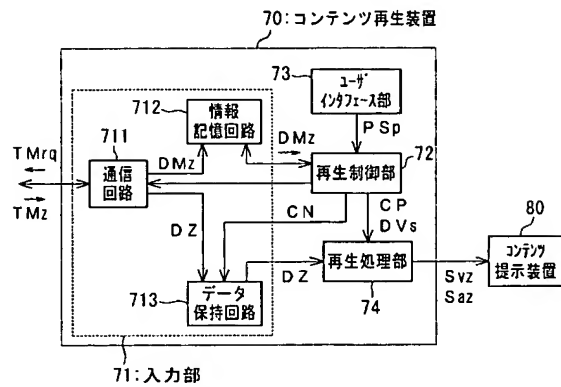 70:コンテンツ再生装置
73
ユーザ
インタフェース部
712
情報
記憶回路
PSp
TMrq
711
DMz
DMz
72
通信
回路
再生制御部
TMz
CN
CP
DVs
80
DZ
コンテンツ
提示装置
再生処理部
DZ
Svz
Saz
713
データ
保持回路
74
71:入力部